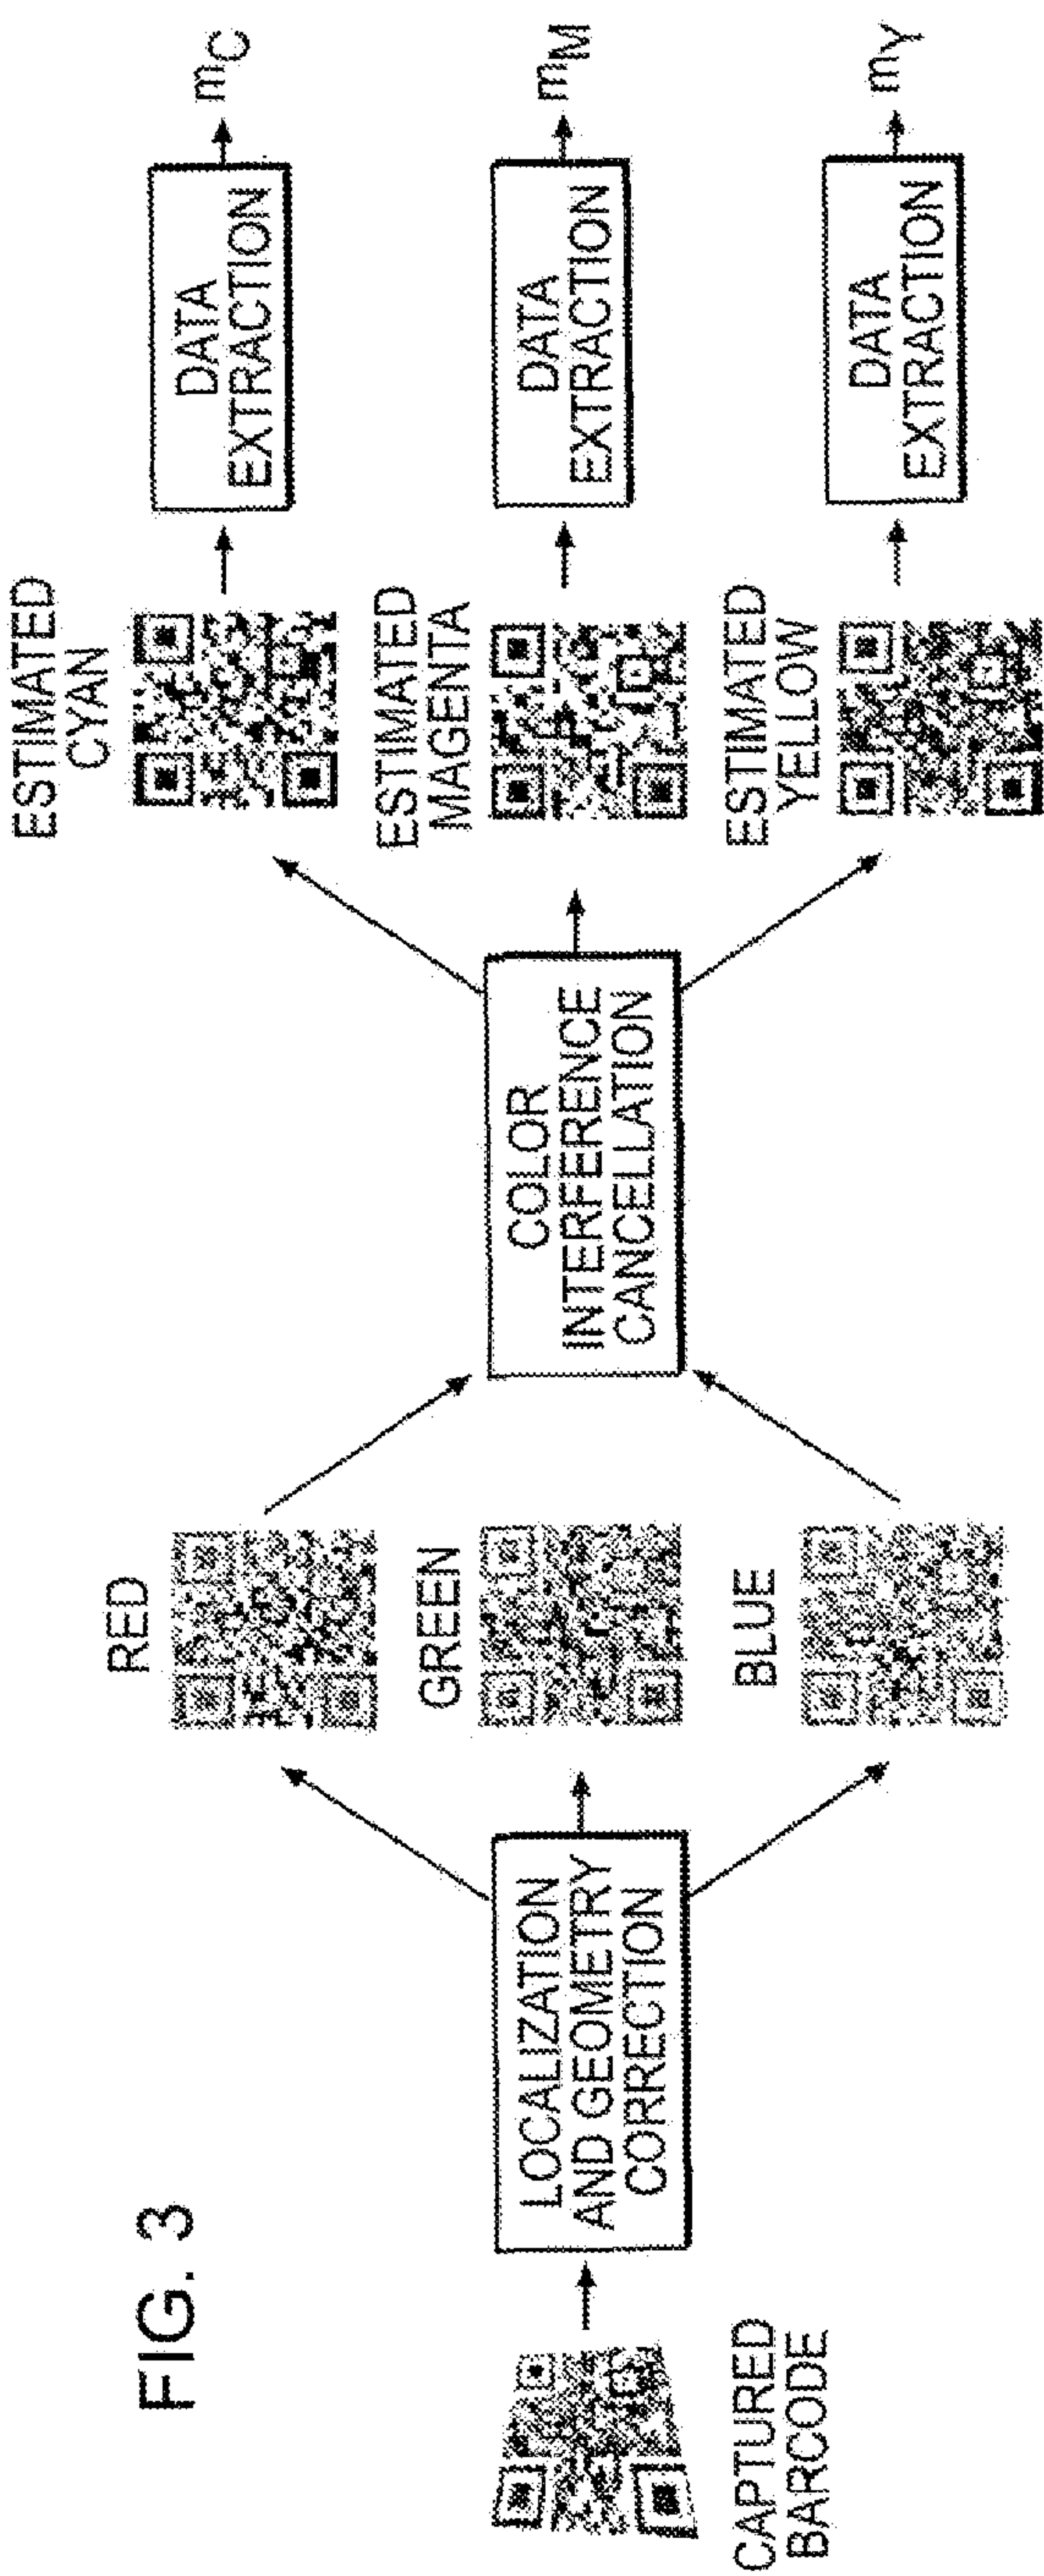 FIG. 3
CAPTURED
BARCODE
LOCALIZATION
AND GEOMETRY
CORRECTION
RED
GREEN
BLUE
COLOR
INTERFERENCE
CANCELLATION
ESTIMATED
CYAN
ESTIMATED
MAGENTA
ESTIMATED
YELLOW
DATA
EXTRACTION
DATA
EXTRACTION
DATA
EXTRACTION
mC
mM
mY